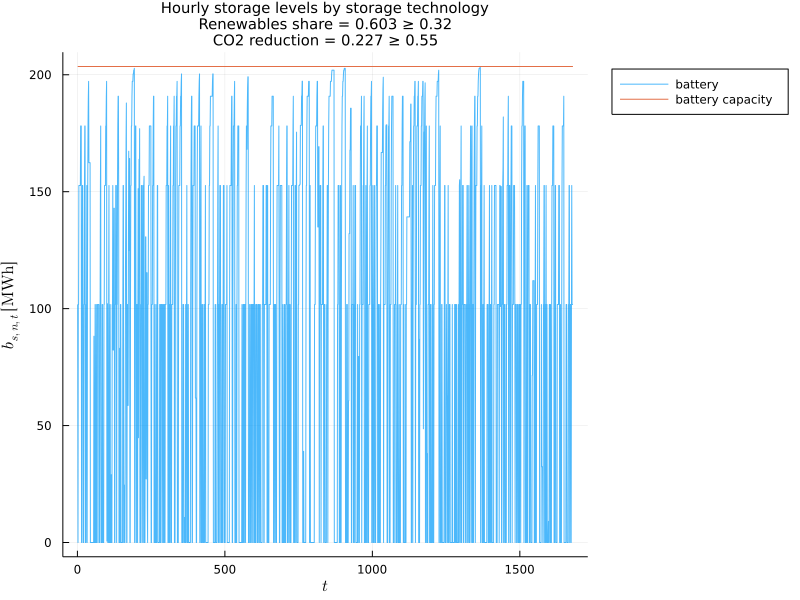 Hourly storage levels by storage technology
Renewables share = 0.603 ≥ 0.32
CO2 reduction = 0.227 ≥ 0.55
battery
battery capacity
b_{s, n, t} [MWh]
200
150
100
50
0
0 500 1000 1500
t